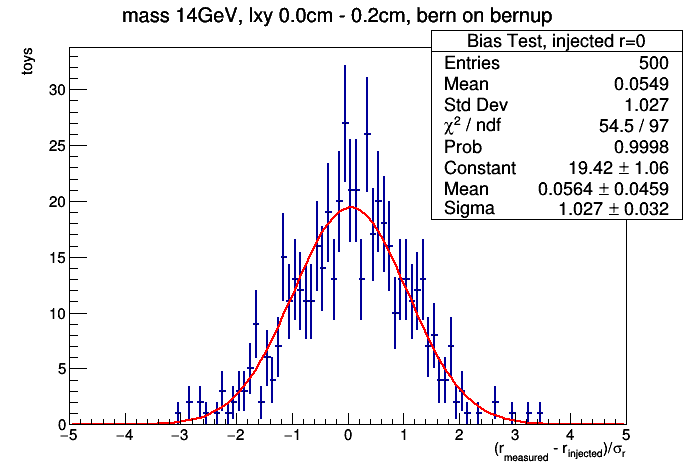 mass 14GeV, lxy 0.0cm - 0.2cm, bern on bernup
toys
Bias Test, injected r=0
Entries 500
Mean 0.0549
Std Dev 1.027
χ² / ndf 54.5 / 97
Prob 0.9998
Constant 19.42 ± 1.06
Mean 0.0564 ± 0.0459
Sigma 1.027 ± 0.032
30
25
20
15
10
5
0
−5 −4 −3 −2 −1 0 1 2 3 4 5
(r_measured - r_injected)/σ_r